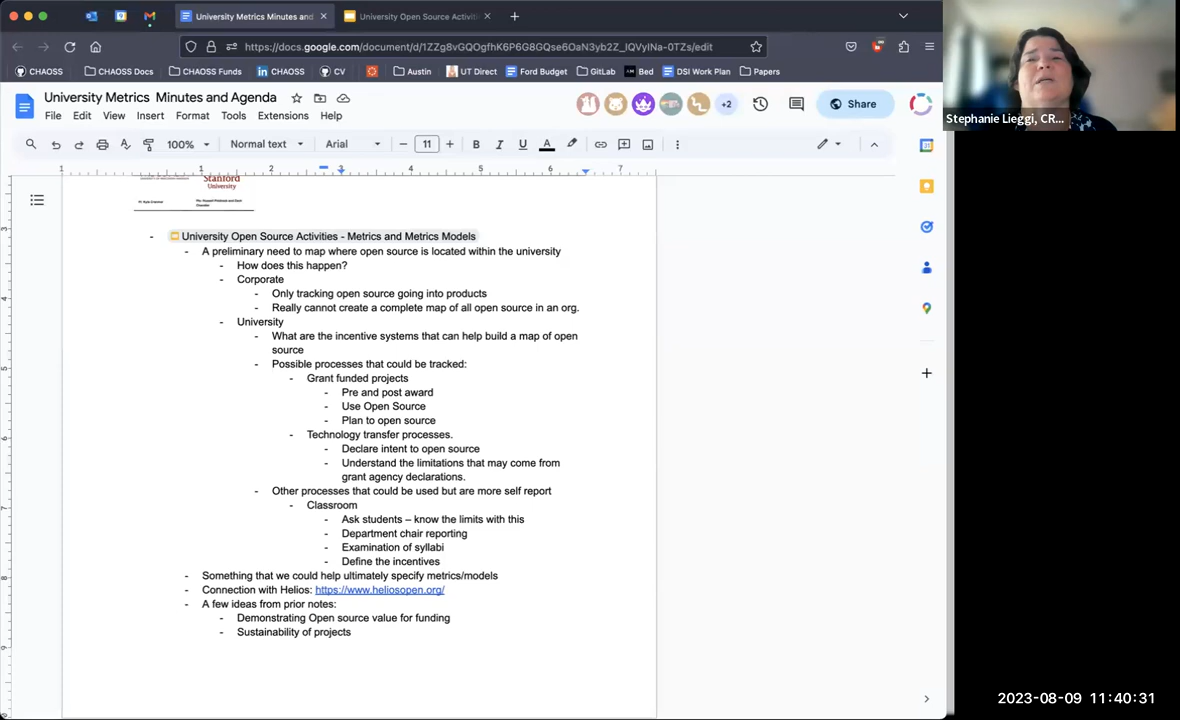 University Metrics Minutes and
University Open Source Activiti
https://docs.google.com/document/d/1ZZg8vGQOgfhK6P6G8GQse6OaN3yb2Z_IQVyINa-0TZs/edit
CHAOSS
CHAOSS Docs
CHAOSS Funds
CHAOSS
CV
Austin
UT Direct
Ford Budget
GitLab
Bed
DSI Work Plan
Papers
University Metrics Minutes and Agenda
File Edit View Insert Format Tools Extensions Help
+2
Share
100%
Normal text
Arial
11
B I U A
1 1 2 3 4 5 6 7
Stanford
University
- University Open Source Activities - Metrics and Metrics Models
- A preliminary need to map where open source is located within the university
- How does this happen?
- Corporate
- Only tracking open source going into products
- Really cannot create a complete map of all open source in an org.
- University
- What are the incentive systems that can help build a map of open
source
- Possible processes that could be tracked:
- Grant funded projects
- Pre and post award
- Use Open Source
- Plan to open source
- Technology transfer processes.
- Declare intent to open source
- Understand the limitations that may come from
grant agency declarations.
- Other processes that could be used but are more self report
- Classroom
- Ask students – know the limits with this
- Department chair reporting
- Examination of syllabi
- Define the incentives
- Something that we could help ultimately specify metrics/models
- Connection with Helios: https://www.heliosopen.org/
- A few ideas from prior notes:
- Demonstrating Open source value for funding
- Sustainability of projects
Stephanie Lieggi, CR...
2023-08-09 11:40:31